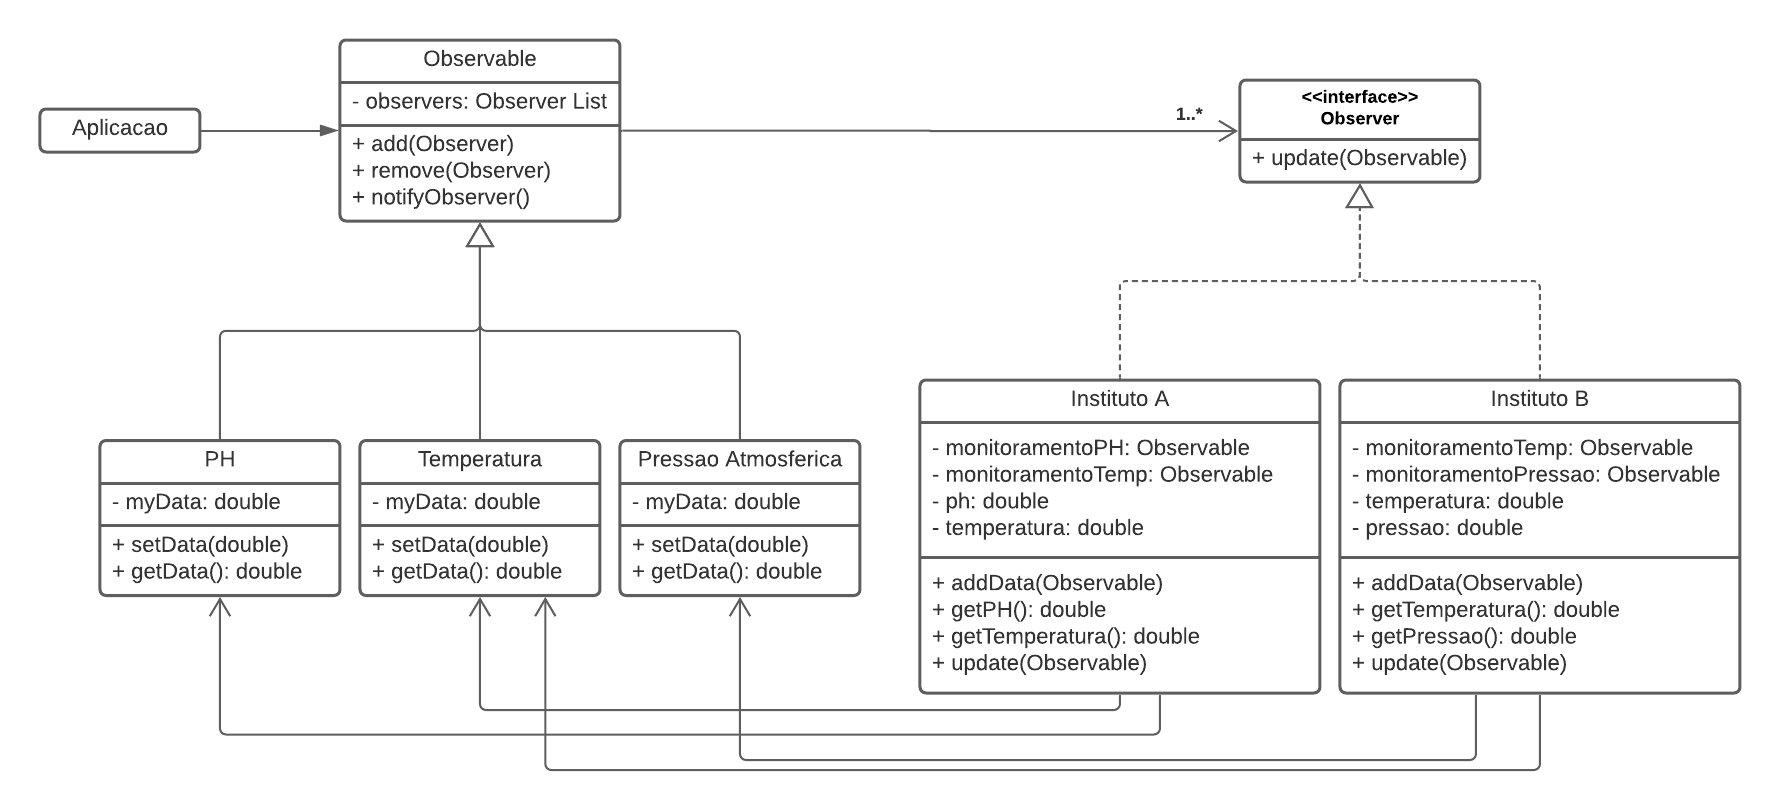 Aplicacao
Observable
- observers: Observer List
+ add(Observer)
+ remove(Observer)
+ notifyObserver()
1..*
<<interface>>
Observer
+ update(Observable)
PH
- myData: double
+ setData(double)
+ getData(): double
Temperatura
- myData: double
+ setData(double)
+ getData(): double
Pressao Atmosferica
- myData: double
+ setData(double)
+ getData(): double
Instituto A
- monitoramentoPH: Observable
- monitoramentoTemp: Observable
- ph: double
- temperatura: double
+ addData(Observable)
+ getPH(): double
+ getTemperatura(): double
+ update(Observable)
Instituto B
- monitoramentoTemp: Observable
- monitoramentoPressao: Observable
- temperatura: double
- pressao: double
+ addData(Observable)
+ getTemperatura(): double
+ getPressao(): double
+ update(Observable)